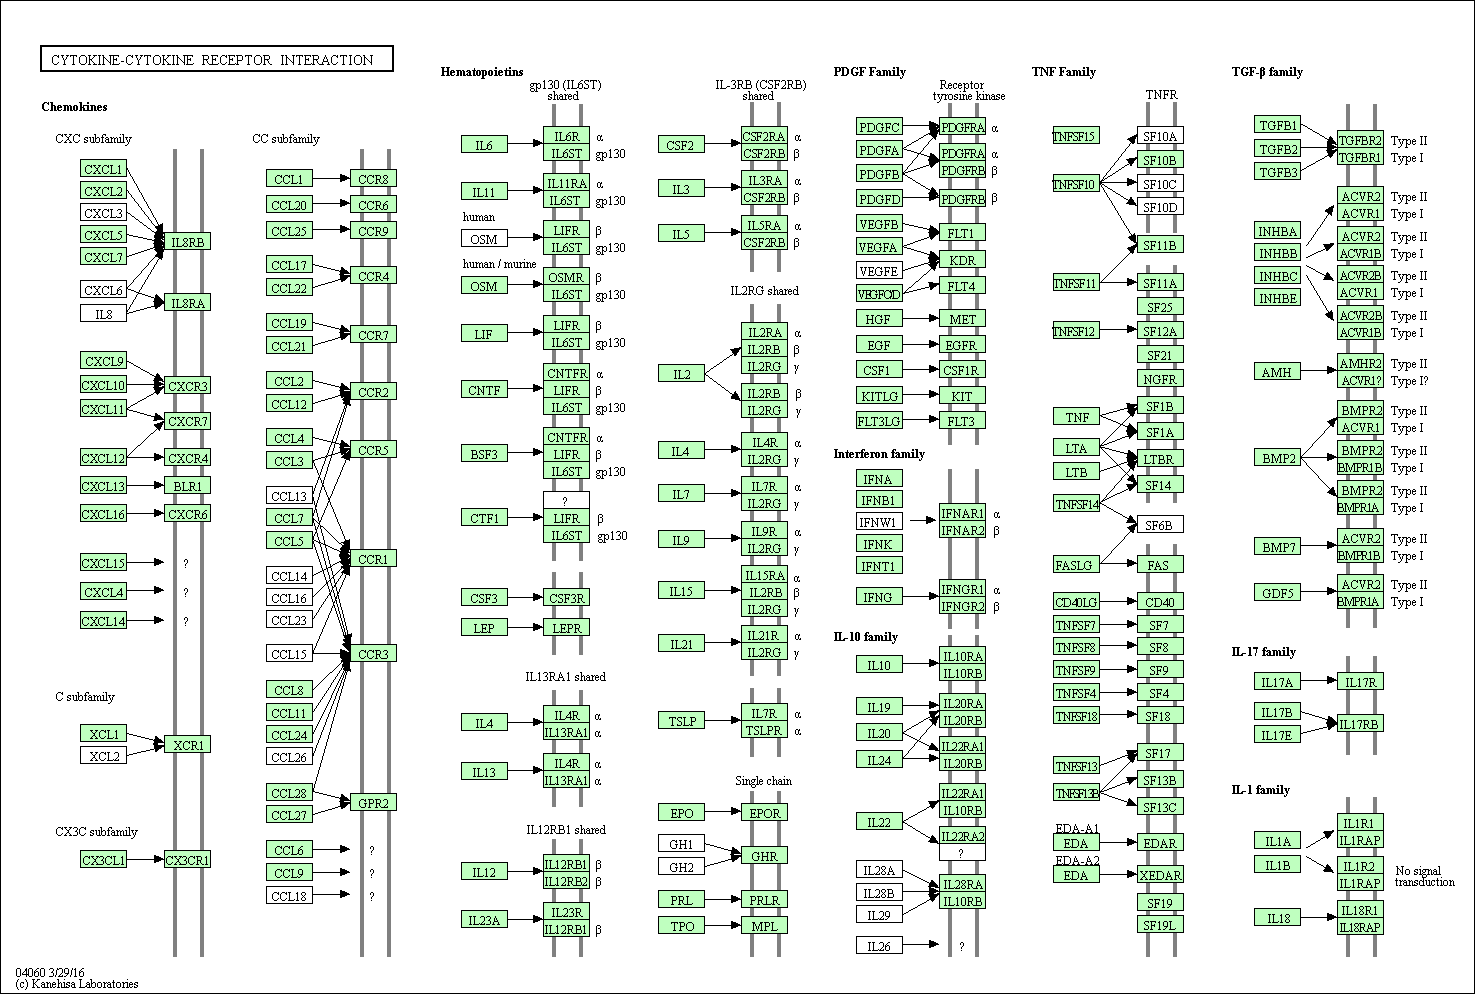 CYTOKINE-CYTOKINE RECEPTOR INTERACTION
Chemokines
CXC subfamily
CXCL1
CXCL2
CXCL3
CXCL5
CXCL7
IL8RB
CXCL6
IL8
IL8RA
CXCL9
CXCL10
CXCL11
CXCR3
CXCR7
CXCL12
CXCR4
CXCL13
BLR1
CXCL16
CXCR6
CXCL15
?
CXCL4
?
CXCL14
?
C subfamily
XCL1
XCL2
XCR1
CX3C subfamily
CX3CL1
CX3CR1
CC subfamily
CCL1
CCR8
CCL20
CCR6
CCL25
CCR9
CCL17
CCL22
CCR4
CCL19
CCL21
CCR7
CCL2
CCL12
CCR2
CCL4
CCL3
CCR5
CCL13
CCL7
CCL5
CCR1
CCL14
CCL16
CCL23
CCL15
CCR3
CCL8
CCL11
CCL24
CCL26
CCL28
CCL27
GPR2
CCL6
?
CCL9
?
CCL18
?
Hematopoietins
gp130 (IL6ST)
shared
IL6
IL6R α
IL6ST gp130
IL11
IL11RA α
IL6ST gp130
human
OSM
LIFR β
IL6ST gp130
human / murine
OSM
OSMR β
IL6ST gp130
LIF
LIFR β
IL6ST gp130
CNTF
CNTFR α
LIFR β
IL6ST gp130
BSF3
CNTFR α
LIFR β
IL6ST gp130
CTF1
?
LIFR β
IL6ST gp130
CSF3
CSF3R
LEP
LEPR
IL13RA1 shared
IL4
IL4R α
IL13RA1 α
IL13
IL4R α
IL13RA1 α
IL12RB1 shared
IL12
IL12RB1 β
IL12RB2 β
IL23A
IL23R
IL12RB1 β
IL-3RB (CSF2RB)
shared
CSF2
CSF2RA α
CSF2RB β
IL3
IL3RA α
CSF2RB β
IL5
IL5RA α
CSF2RB β
IL2RG shared
IL2
IL2RA α
IL2RB β
IL2RG γ
IL2RB β
IL2RG γ
IL4
IL4R α
IL2RG γ
IL7
IL7R α
IL2RG γ
IL9
IL9R α
IL2RG γ
IL15
IL15RA α
IL2RB β
IL2RG γ
IL21
IL21R α
IL2RG γ
TSLP
IL7R α
TSLPR α
Single chain
EPO
EPOR
GH1
GH2
GHR
PRL
PRLR
TPO
MPL
PDGF Family
Receptor
tyrosine kinase
PDGFC
PDGFA
PDGFB
PDGFD
PDGFRA α
PDGFRA α
PDGFRB β
PDGFRB β
VEGFB
VEGFA
VEGFE
VEGFC/D
FLT1
KDR
FLT4
HGF
MET
EGF
EGFR
CSF1
CSF1R
KITLG
KIT
FLT3LG
FLT3
Interferon family
IFNA
IFNB1
IFNW1
IFNK
IFNT1
IFNAR1 α
IFNAR2 β
IFNG
IFNGR1 α
IFNGR2 β
IL-10 family
IL10
IL10RA
IL10RB
IL19
IL20
IL24
IL20RA
IL20RB
IL22RA1
IL20RB
IL22
IL22RA1
IL10RB
IL22RA2
?
IL28A
IL28B
IL29
IL28RA
IL10RB
IL26
?
TNF Family
TNFR
TNFSF15
SF10A
SF10B
TNFSF10
SF10C
SF10D
SF11B
TNFSF11
SF11A
SF25
TNFSF12
SF12A
SF21
NGFR
TNF
SF1B
SF1A
LTA
LTB
LTBR
SF14
TNFSF14
SF6B
FASLG
FAS
CD40LG
CD40
TNFSF7
SF7
TNFSF8
SF8
TNFSF9
SF9
TNFSF4
SF4
TNFSF18
SF18
TNFSF13
SF17
TNFSF13B
SF13B
SF13C
EDA-A1
EDA
EDAR
EDA-A2
EDA
XEDAR
SF19
SF19L
TGF-β family
TGFB1
TGFB2
TGFB3
TGFBR2 Type II
TGFBR1 Type I
INHBA
INHBB
INHBC
INHBE
ACVR2 Type II
ACVR1 Type I
ACVR2 Type II
ACVR1B Type I
ACVR2B Type II
ACVR1 Type I
ACVR2B Type II
ACVR1B Type I
AMH
AMHR2 Type II
ACVR1? Type I?
BMP2
BMPR2 Type II
ACVR1 Type I
BMPR2 Type II
BMPR1B Type I
BMPR2 Type II
BMPR1A Type I
BMP7
ACVR2 Type II
BMPR1B Type I
GDF5
ACVR2 Type II
BMPR1A Type I
IL-17 family
IL17A
IL17R
IL17B
IL17E
IL17RB
IL-1 family
IL1A
IL1B
IL1R1
IL1RAP
IL1R2
IL1RAP
No signal
transduction
IL18
IL18R1
IL18RAP
04060 3/29/16
(c) Kanehisa Laboratories